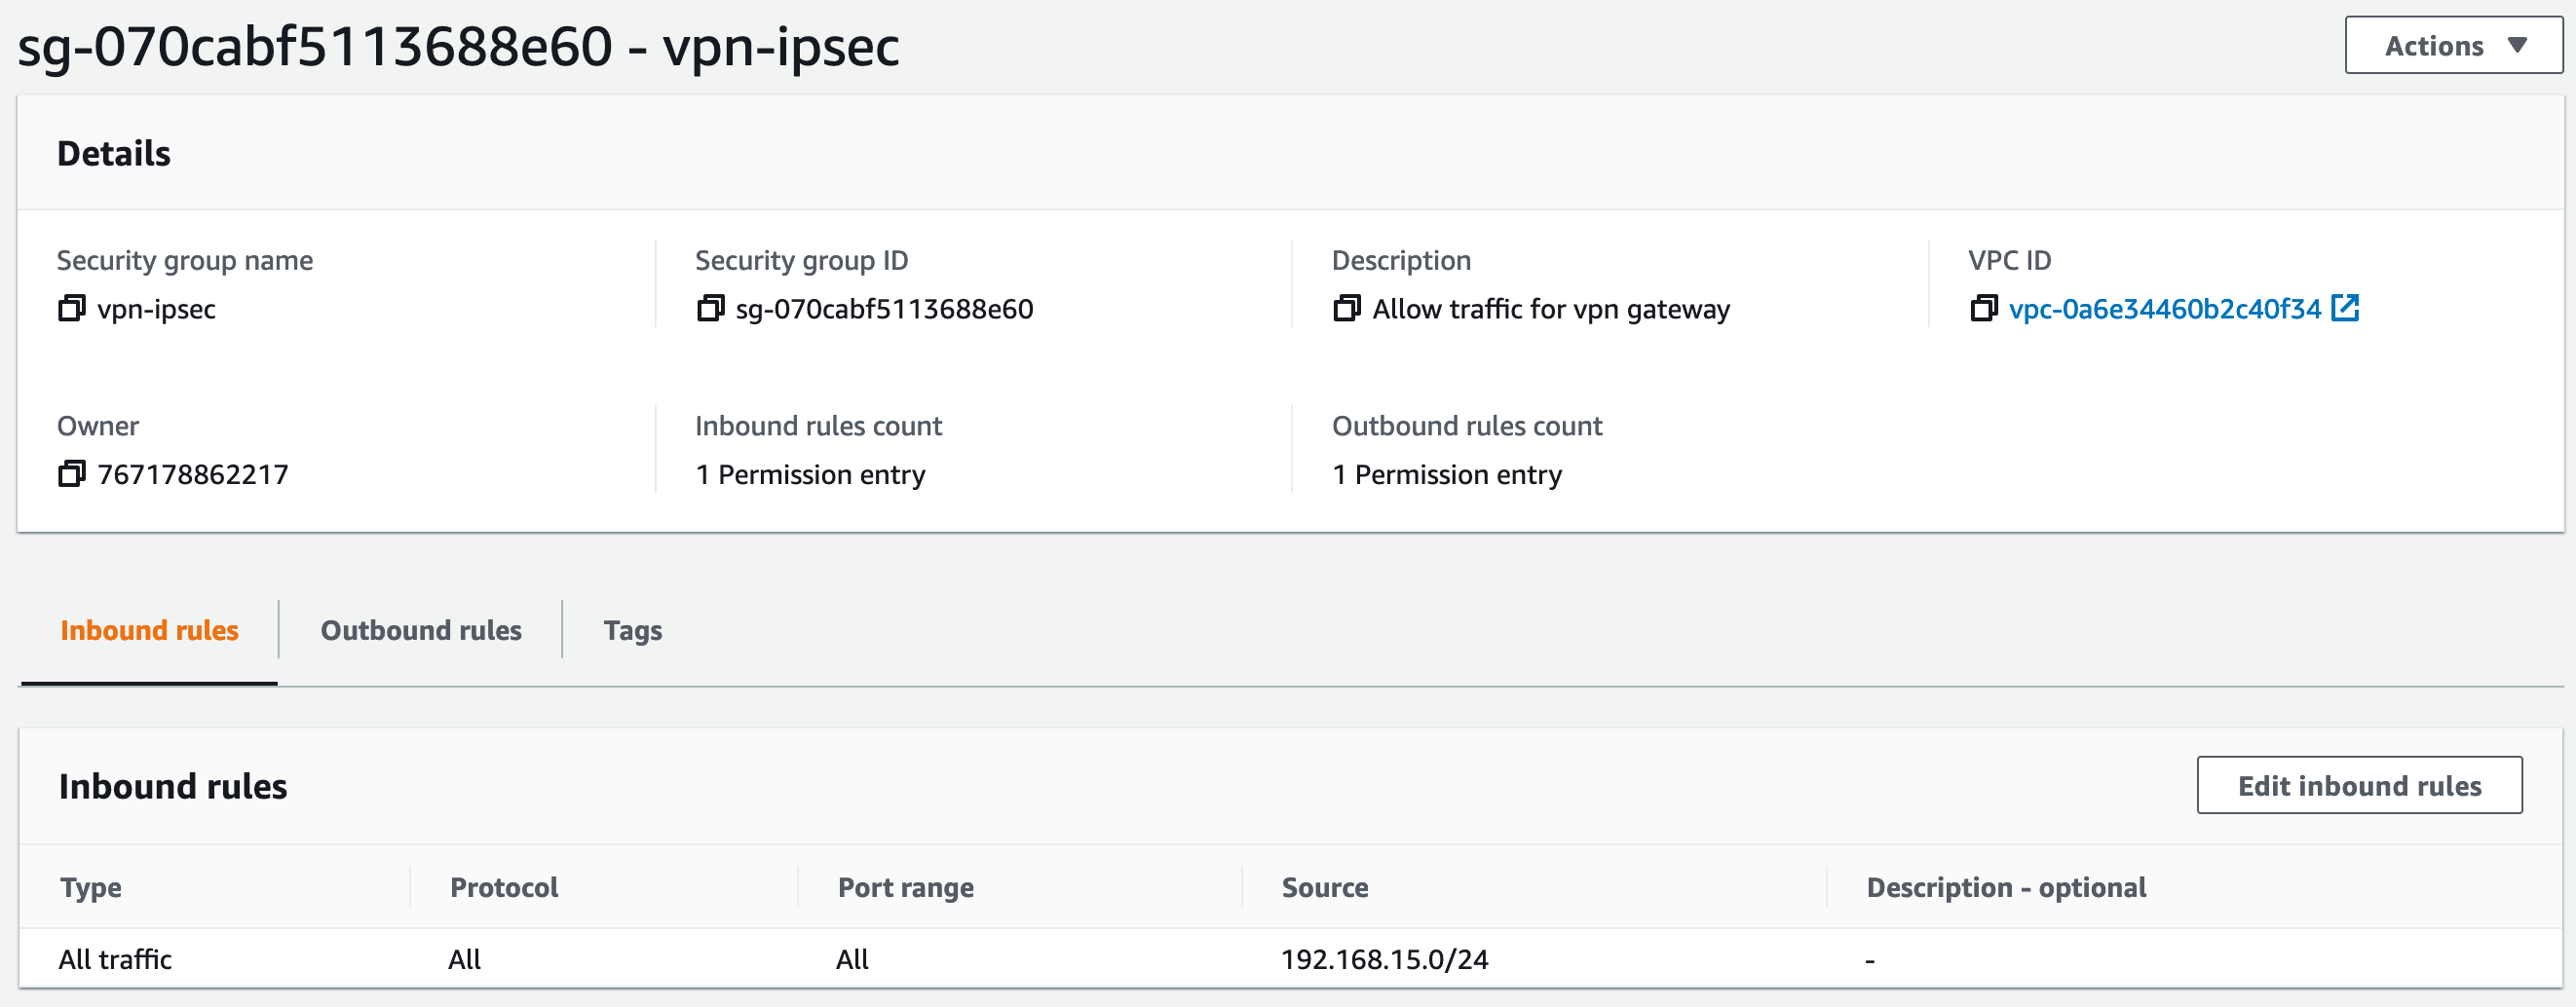 sg-070cabf5113688e60 - vpn-ipsec
Actions
Details
Security group name
vpn-ipsec
Security group ID
sg-070cabf5113688e60
Description
Allow traffic for vpn gateway
VPC ID
vpc-0a6e34460b2c40f34
Owner
767178862217
Inbound rules count
1 Permission entry
Outbound rules count
1 Permission entry
Inbound rules
Outbound rules
Tags
Inbound rules
Edit inbound rules
Type Protocol Port range Source Description - optional
All traffic All All 192.168.15.0/24 -